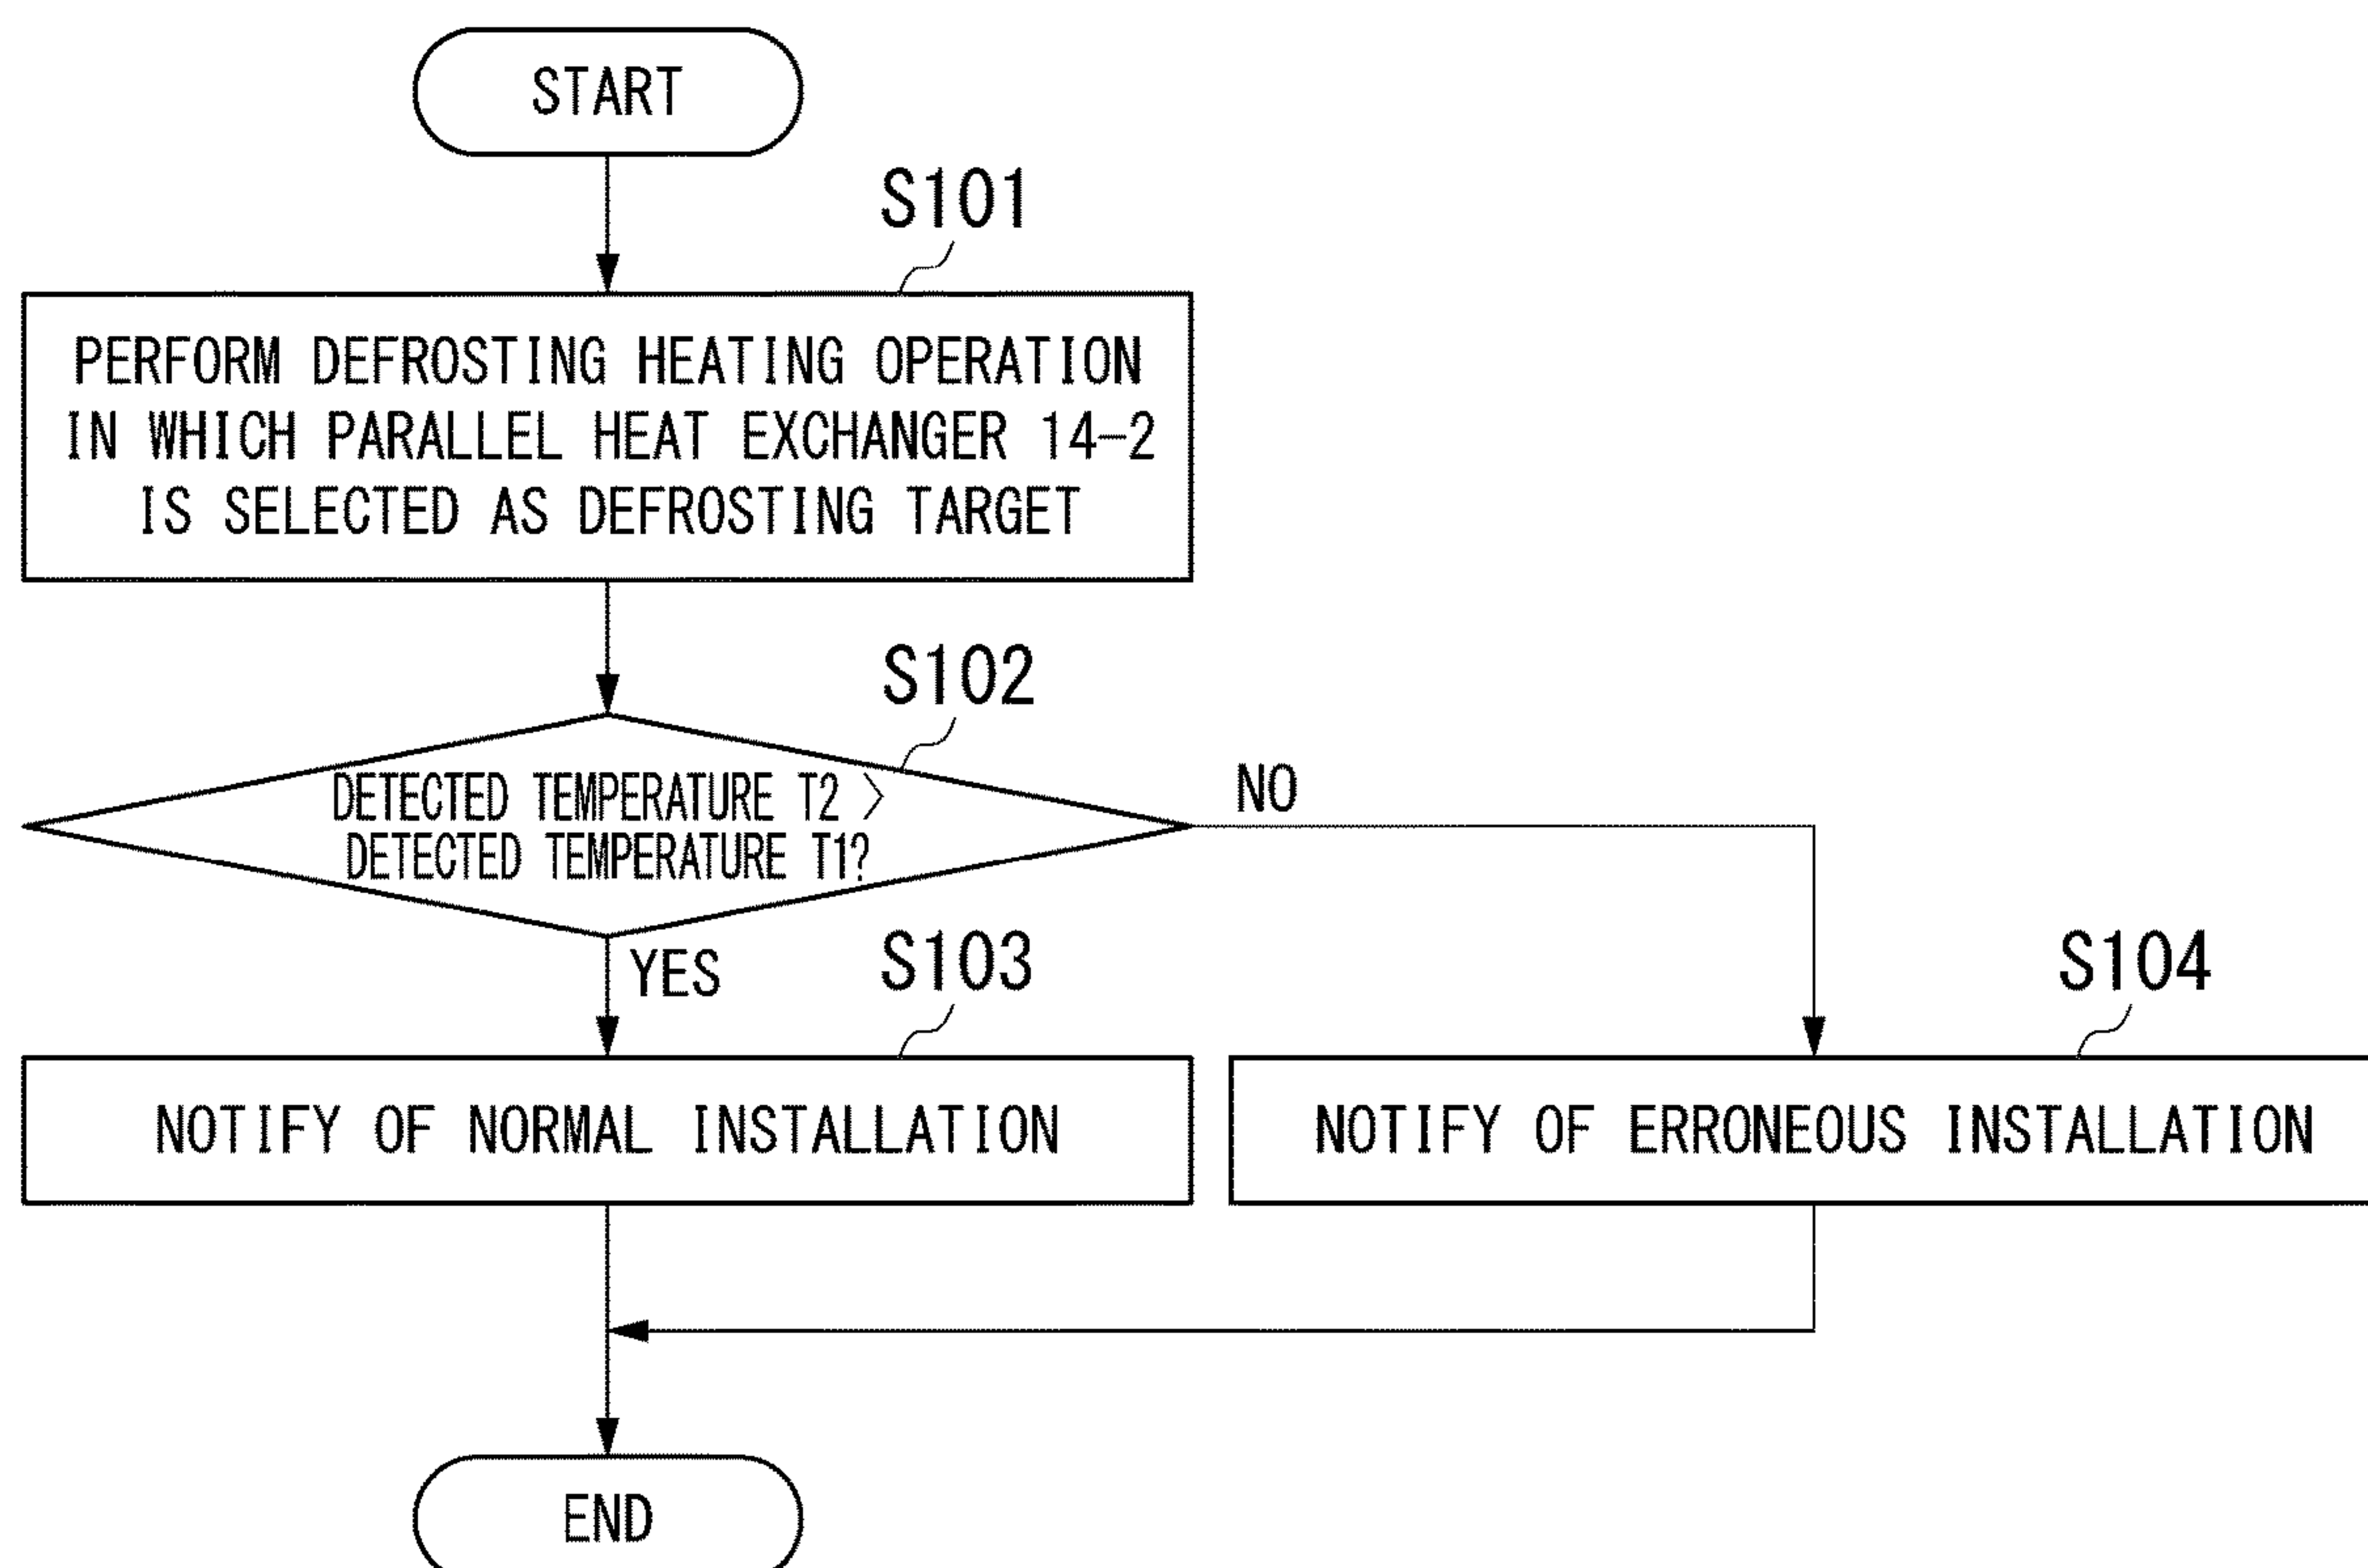 START
S101
PERFORM DEFROSTING HEATING OPERATION
IN WHICH PARALLEL HEAT EXCHANGER 14-2
IS SELECTED AS DEFROSTING TARGET
S102
DETECTED TEMPERATURE T2 >
DETECTED TEMPERATURE T1?
NO
YES
S103
S104
NOTIFY OF NORMAL INSTALLATION
NOTIFY OF ERRONEOUS INSTALLATION
END